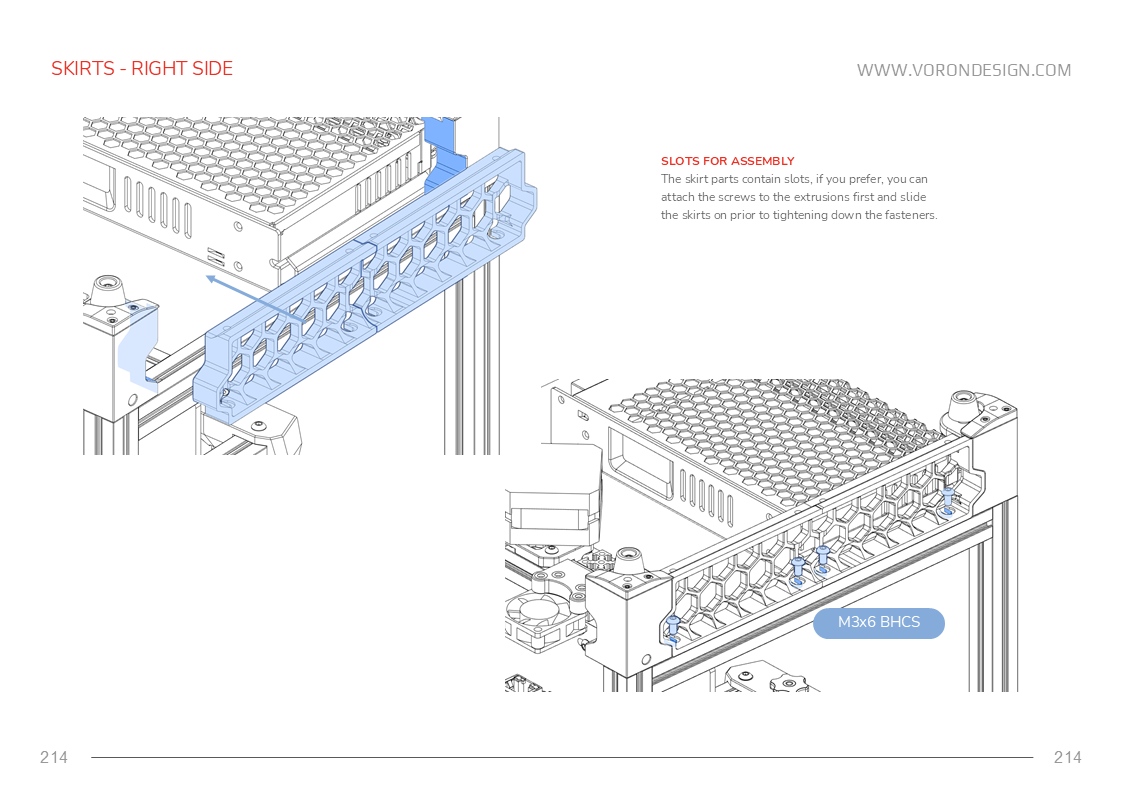 SKIRTS - RIGHT SIDE
WWW.VORONDESIGN.COM
SLOTS FOR ASSEMBLY
The skirt parts contain slots, if you prefer, you can
attach the screws to the extrusions first and slide
the skirts on prior to tightening down the fasteners.
M3x6 BHCS
214
214